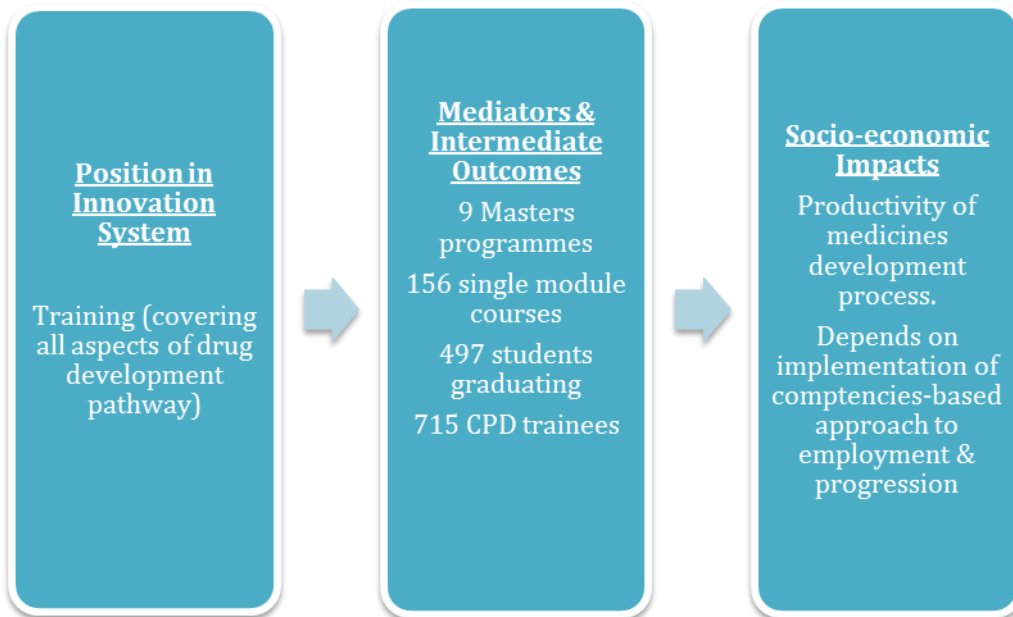 Position in
Innovation
System
Training (covering
all aspects of drug
development
pathway)
Mediators &
Intermediate
Outcomes
9 Masters
programmes
156 single module
courses
497 students
graduating
715 CPD trainees
Socio-economic
Impacts
Productivity of
medicines
development
process.
Depends on
implementation of
comptencies-based
approach to
employment &
progression